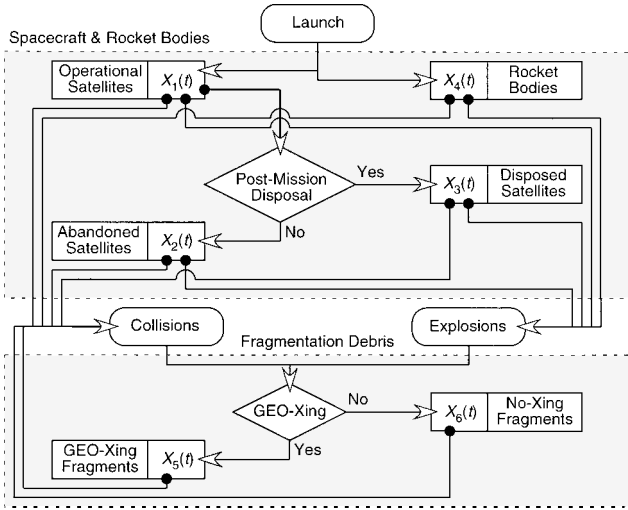 Launch
Spacecraft & Rocket Bodies
Operational
Satellites
X1(t)
X4(t)
Rocket
Bodies
Post-Mission
Disposal
Yes
X3(t)
Disposed
Satellites
No
Abandoned
Satellites
X2(t)
Collisions
Explosions
Fragmentation Debris
GEO-Xing
No
X6(t)
No-Xing
Fragments
Yes
GEO-Xing
Fragments
X5(t)